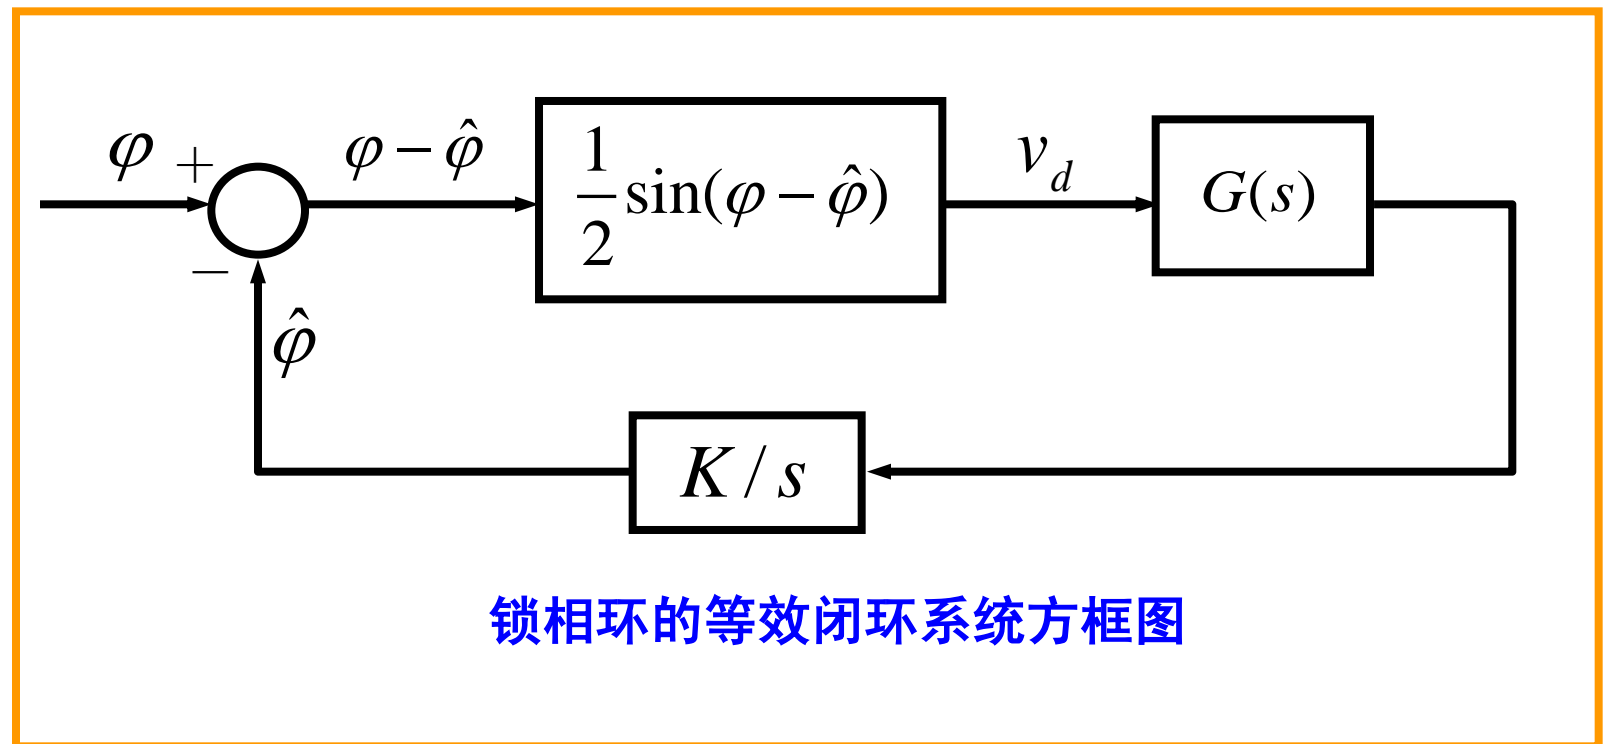 φ + φ − φ̂ 1/2 sin(φ − φ̂) v_d G(s)
−
φ̂
K / s
锁相环的等效闭环系统方框图